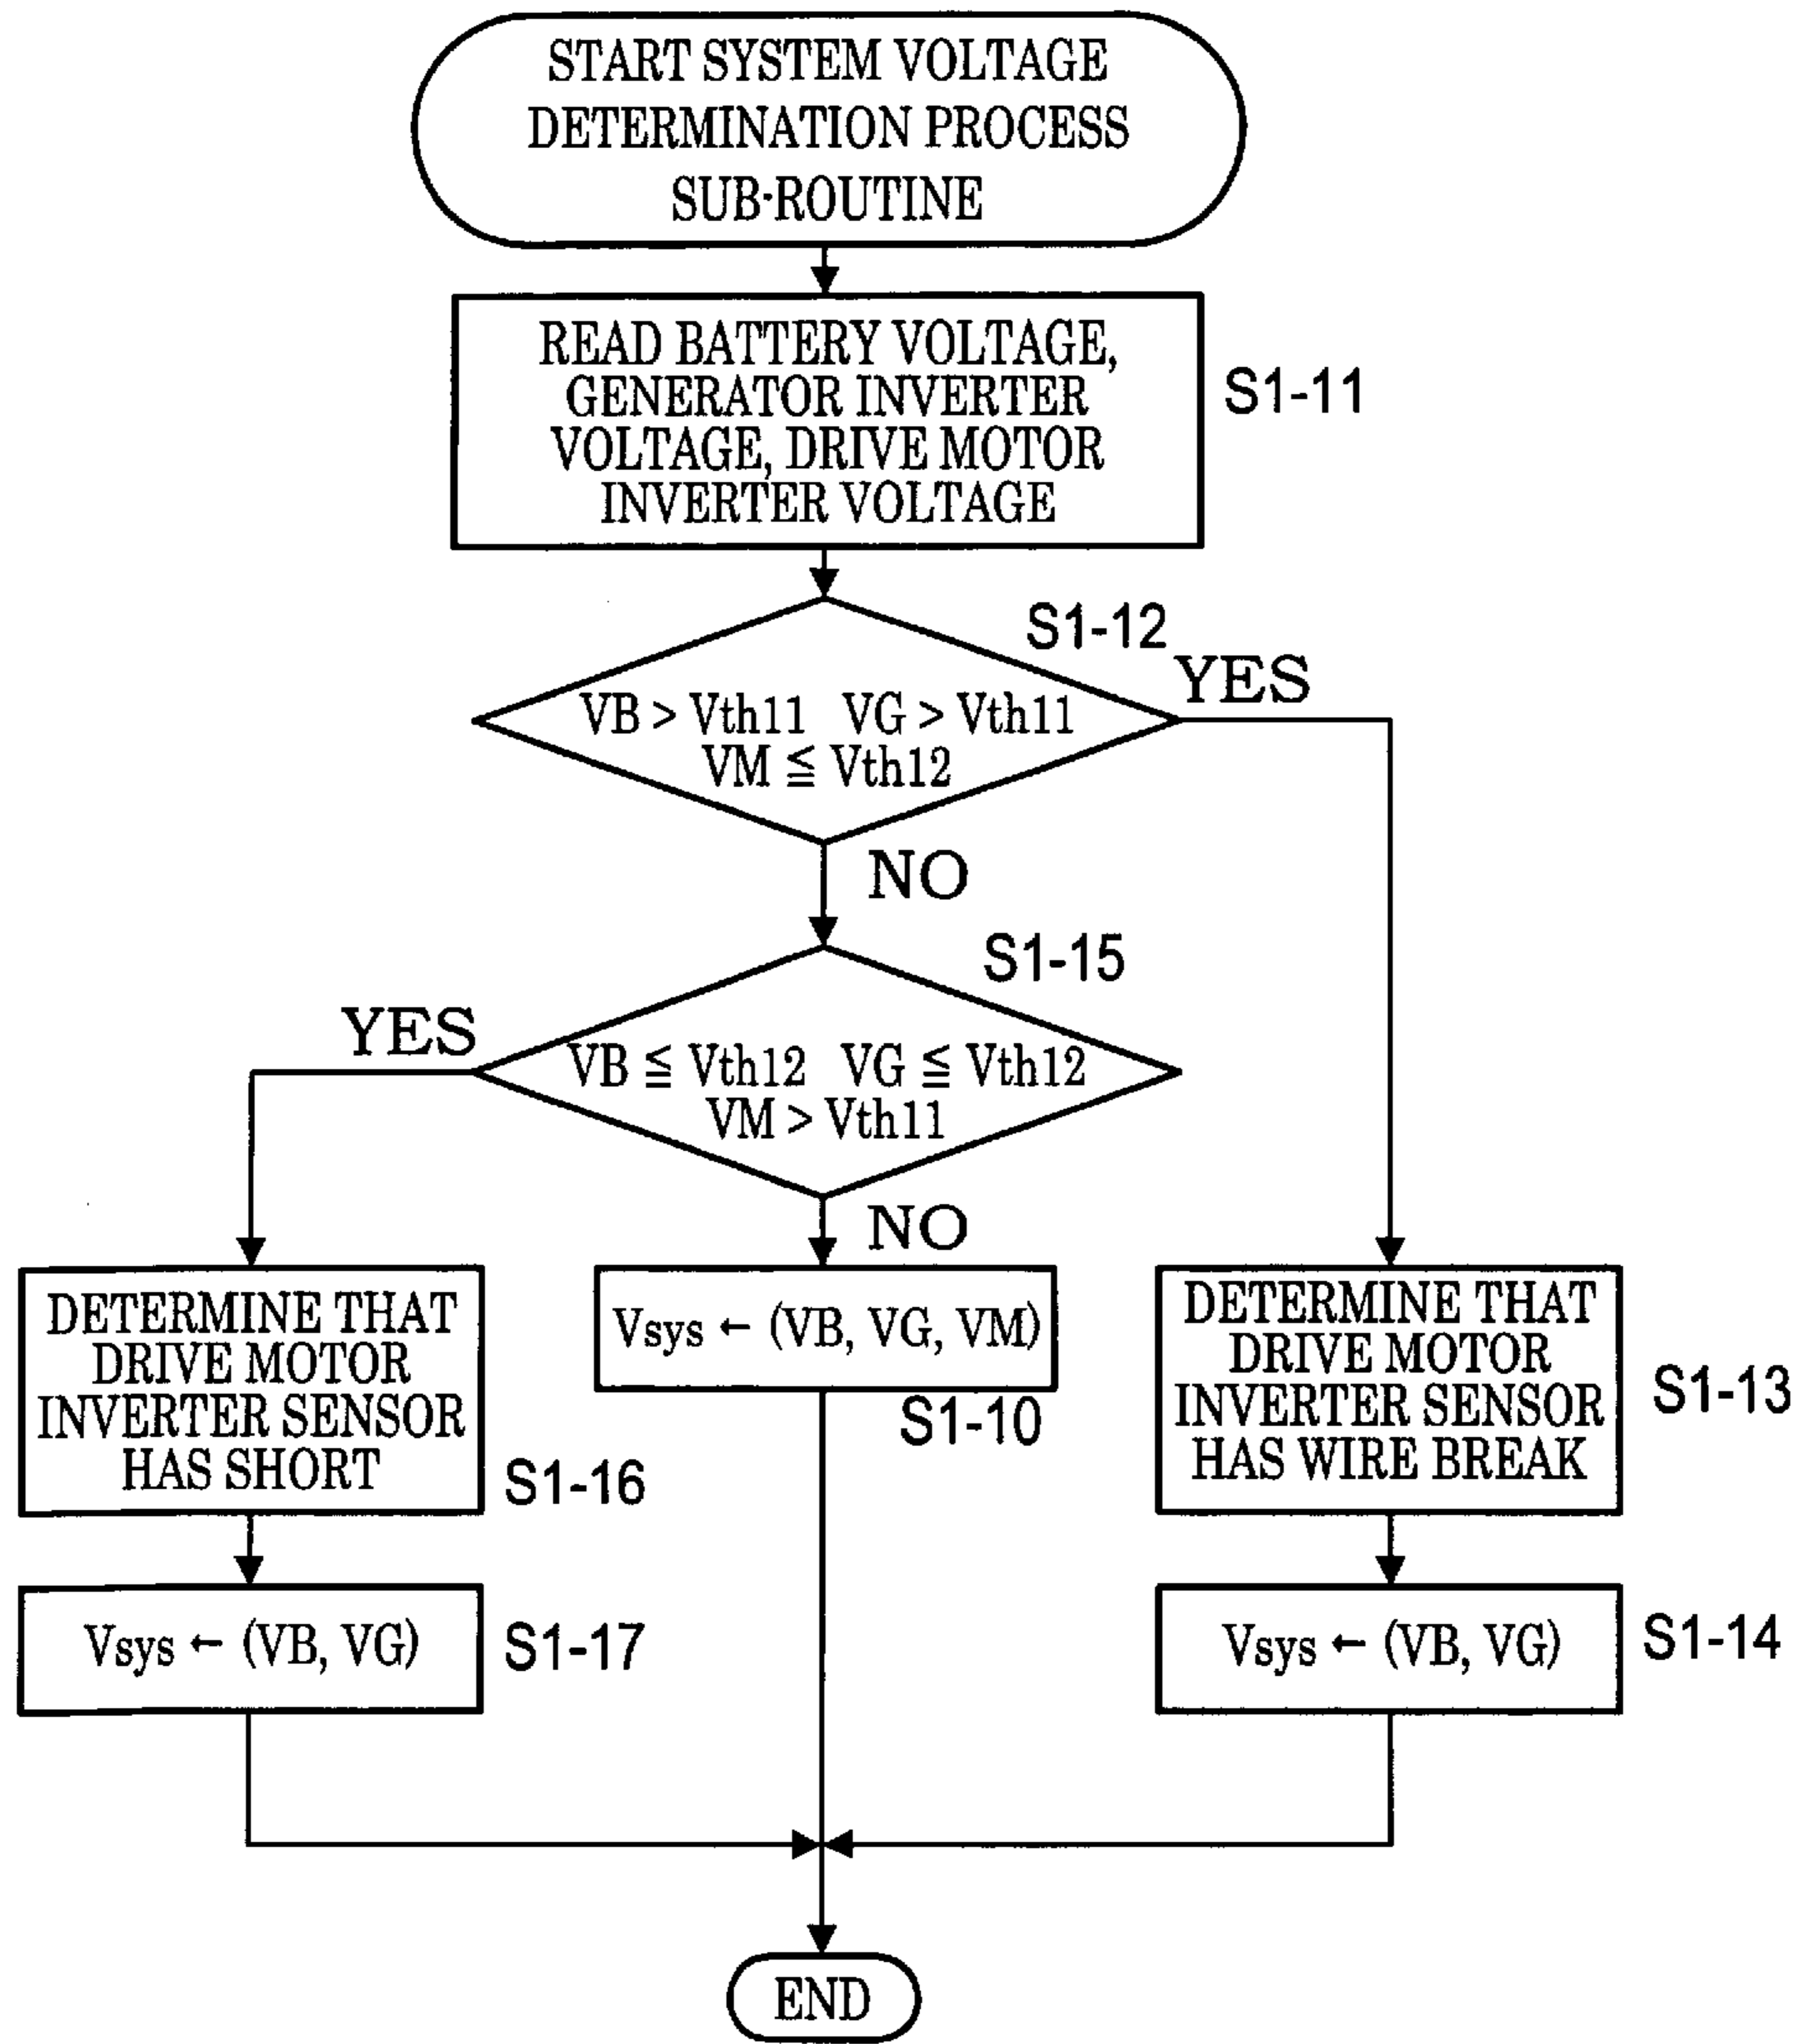 START SYSTEM VOLTAGE
DETERMINATION PROCESS
SUB-ROUTINE
READ BATTERY VOLTAGE,
GENERATOR INVERTER
VOLTAGE, DRIVE MOTOR
INVERTER VOLTAGE
S1-11
S1-12
YES
VB > Vth11 VG > Vth11
VM ≦ Vth12
NO
S1-15
YES
VB ≦ Vth12 VG ≦ Vth12
VM > Vth11
NO
DETERMINE THAT
DRIVE MOTOR
INVERTER SENSOR
HAS SHORT
S1-16
Vsys ← (VB, VG, VM)
S1-10
DETERMINE THAT
DRIVE MOTOR
INVERTER SENSOR
HAS WIRE BREAK
S1-13
Vsys ← (VB, VG)
S1-17
Vsys ← (VB, VG)
S1-14
END